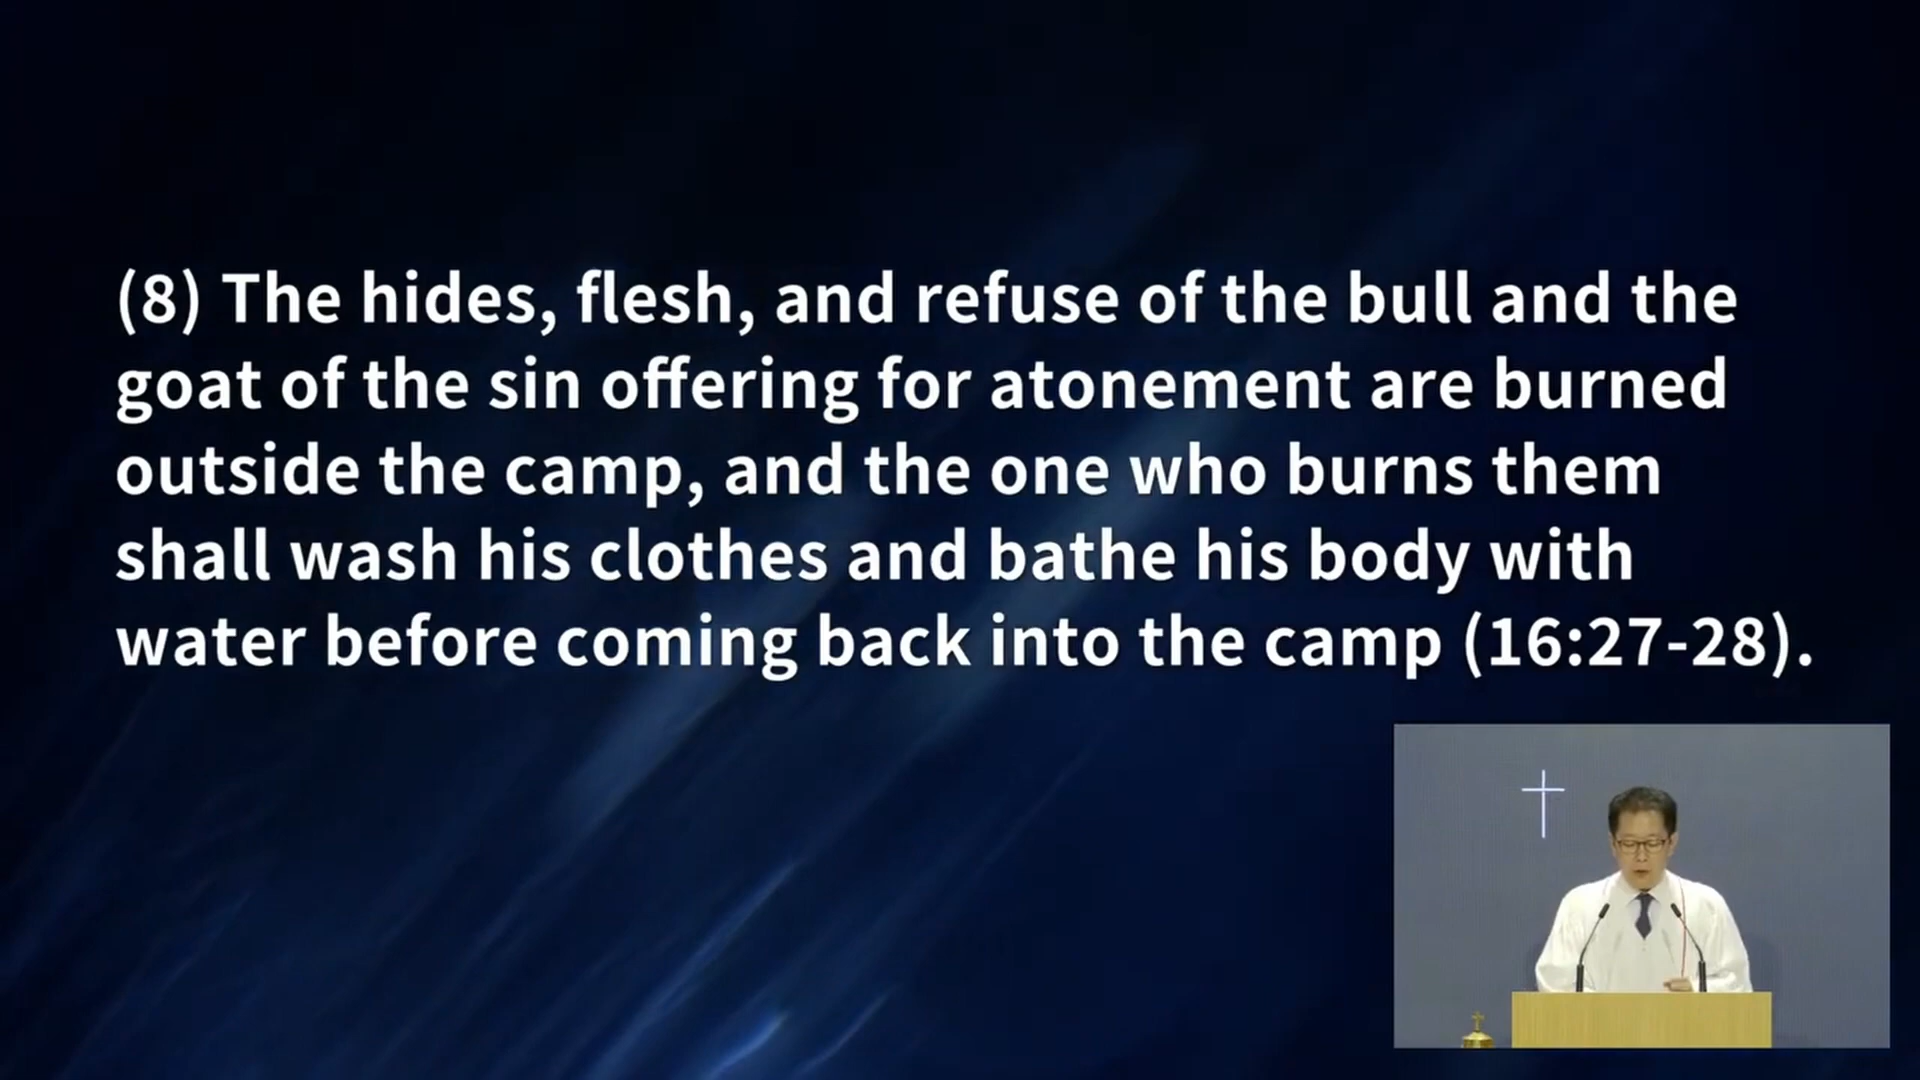 (8) The hides, flesh, and refuse of the bull and the
goat of the sin offering for atonement are burned
outside the camp, and the one who burns them
shall wash his clothes and bathe his body with
water before coming back into the camp (16:27-28).